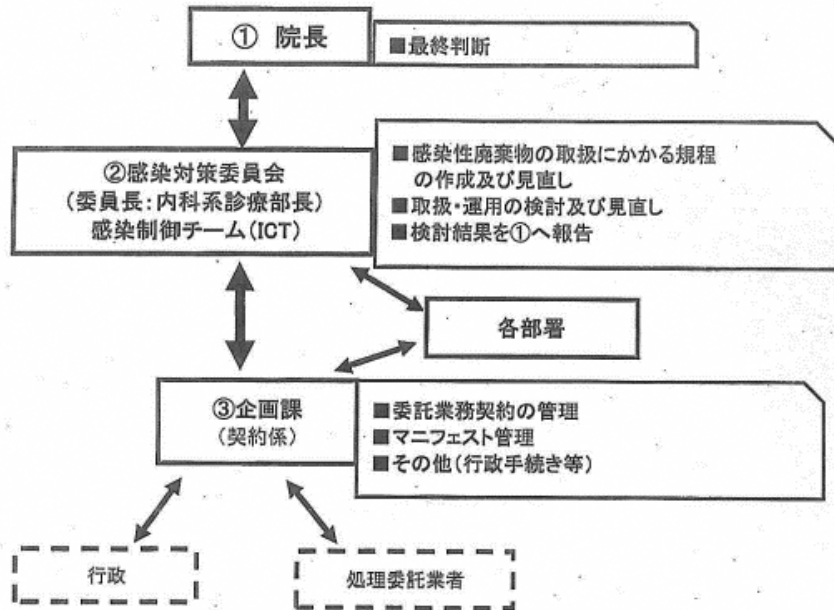 ① 院長
■最終判断
②感染対策委員会
(委員長:内科系診療部長)
感染制御チーム(ICT)
■感染性廃棄物の取扱にかかる規程
の作成及び見直し
■取扱・運用の検討及び見直し
■検討結果を①へ報告
各部署
③企画課
(契約係)
■委託業務契約の管理
■マニフェスト管理
■その他(行政手続き等)
行政
処理委託業者